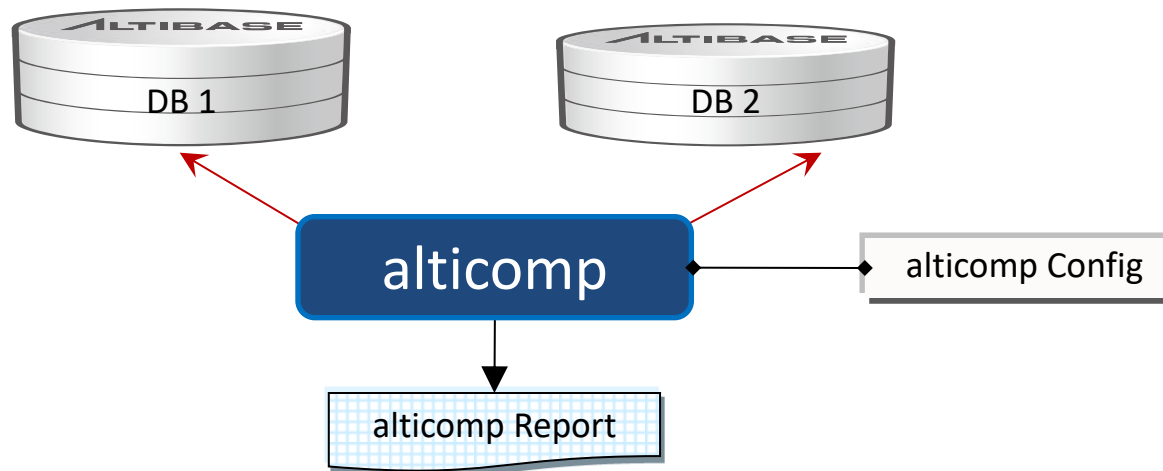 ALTIBASE
DB 1
ALTIBASE
DB 2
alticomp
alticomp Config
alticomp Report